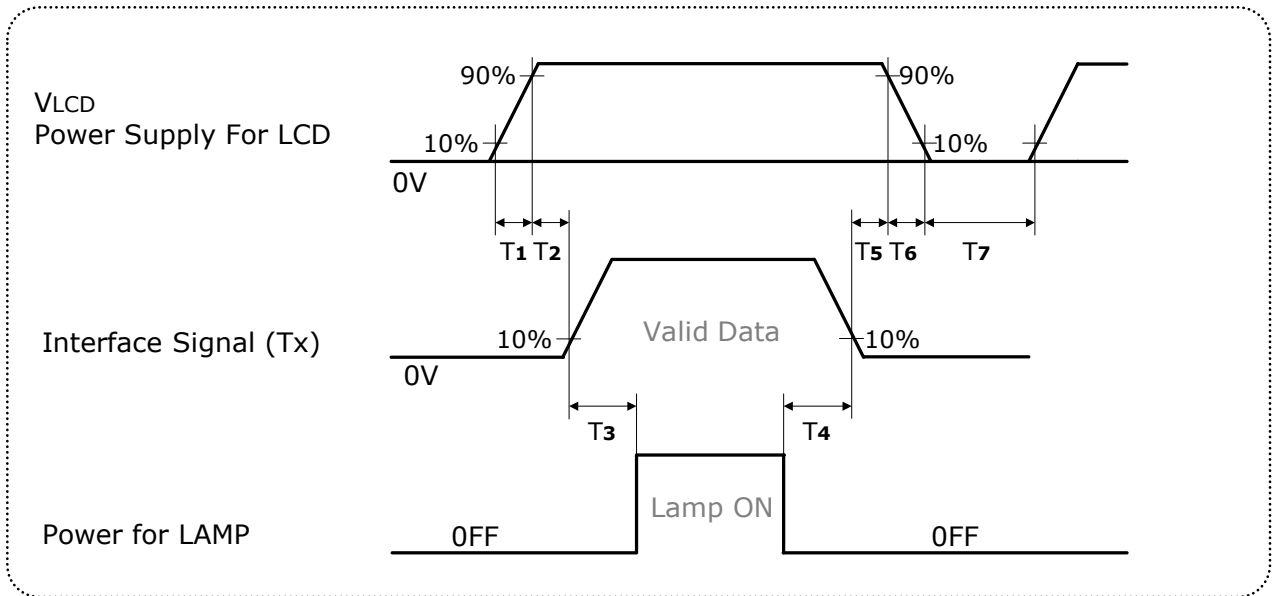 90%
90%
VLCD
Power Supply For LCD
10%
10%
0V
T1 T2
T5 T6
T7
Interface Signal (Tx)
10%
Valid Data
10%
0V
T3
T4
Power for LAMP
0FF
Lamp ON
0FF